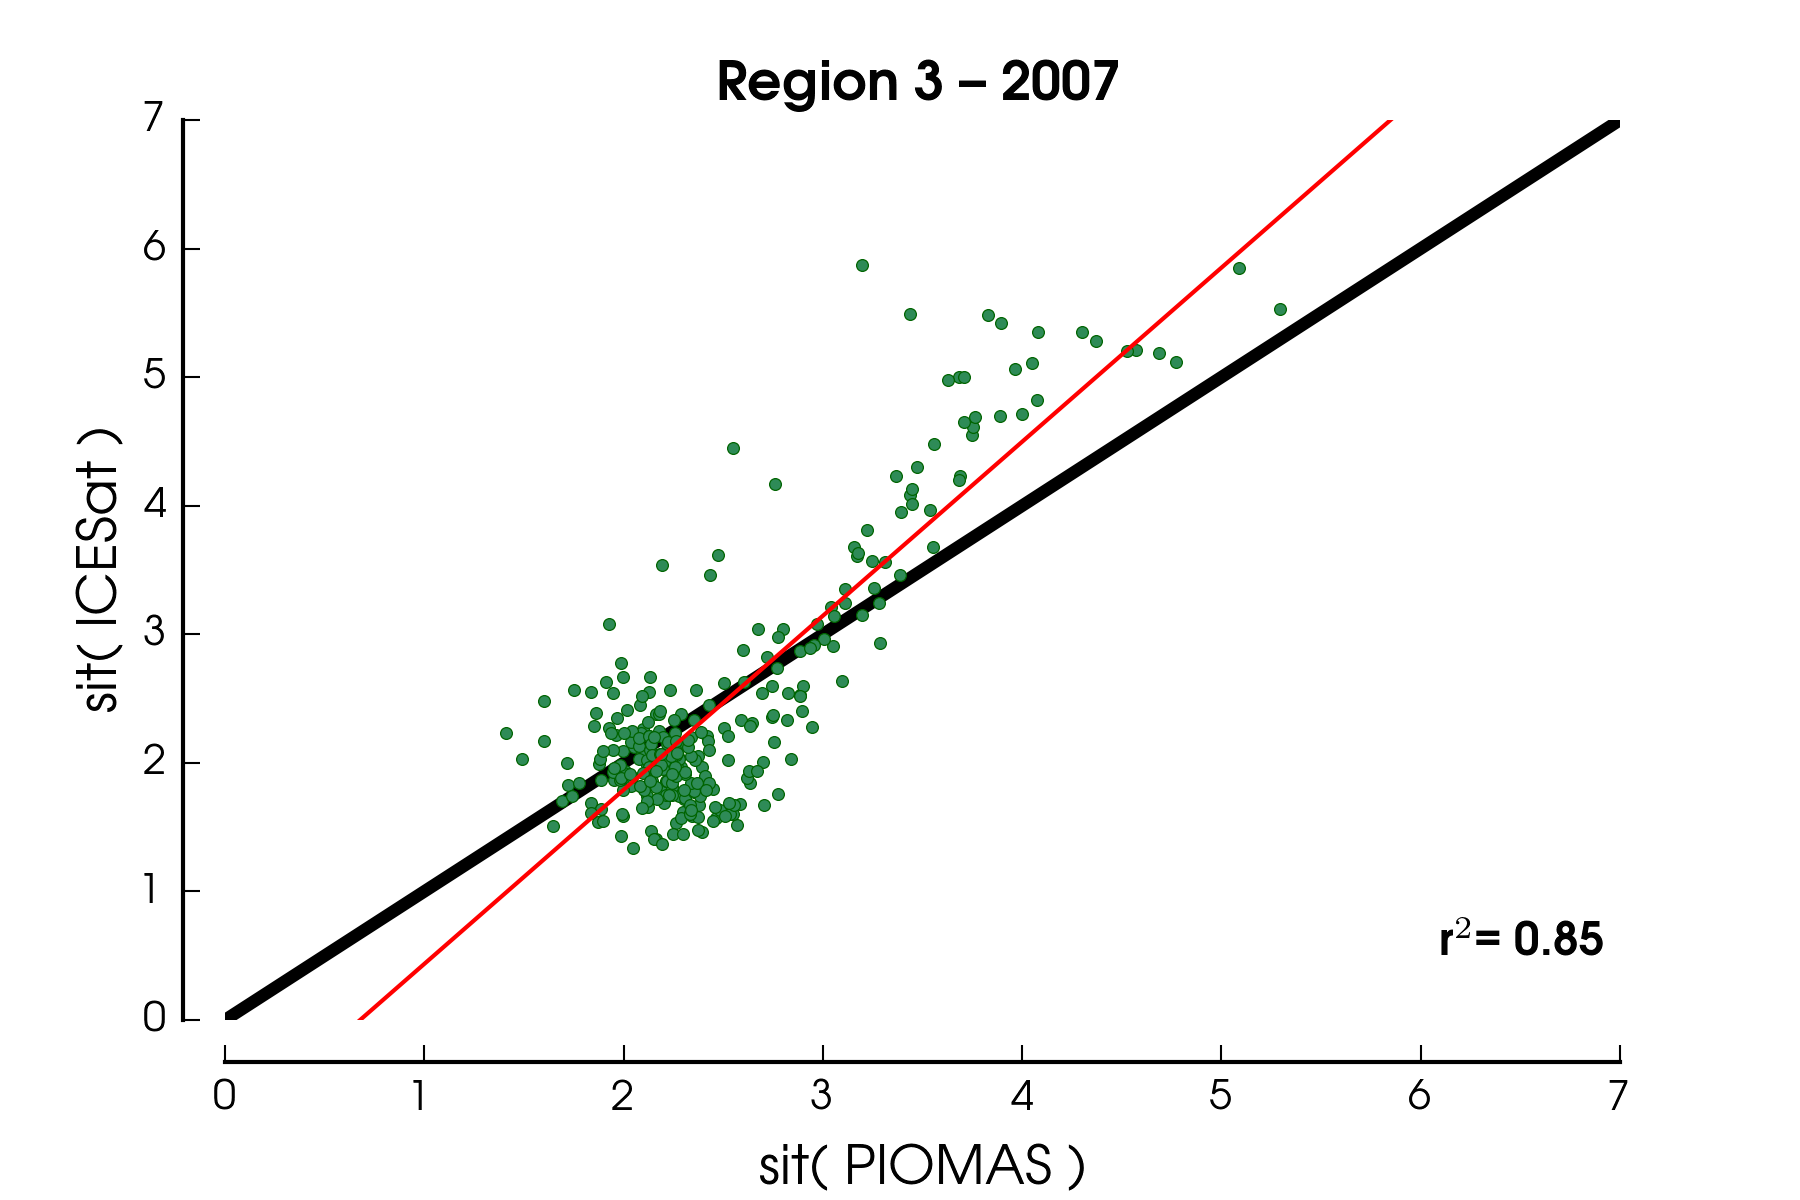 Region 3 – 2007
7
6
5
4
3
2
1
0
sit( ICESat )
r²= 0.85
0 1 2 3 4 5 6 7
sit( PIOMAS )